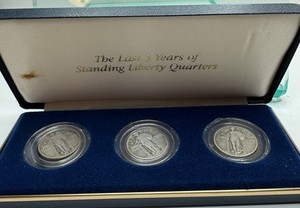 The Last 3 Years of
Standing Liberty Quarters